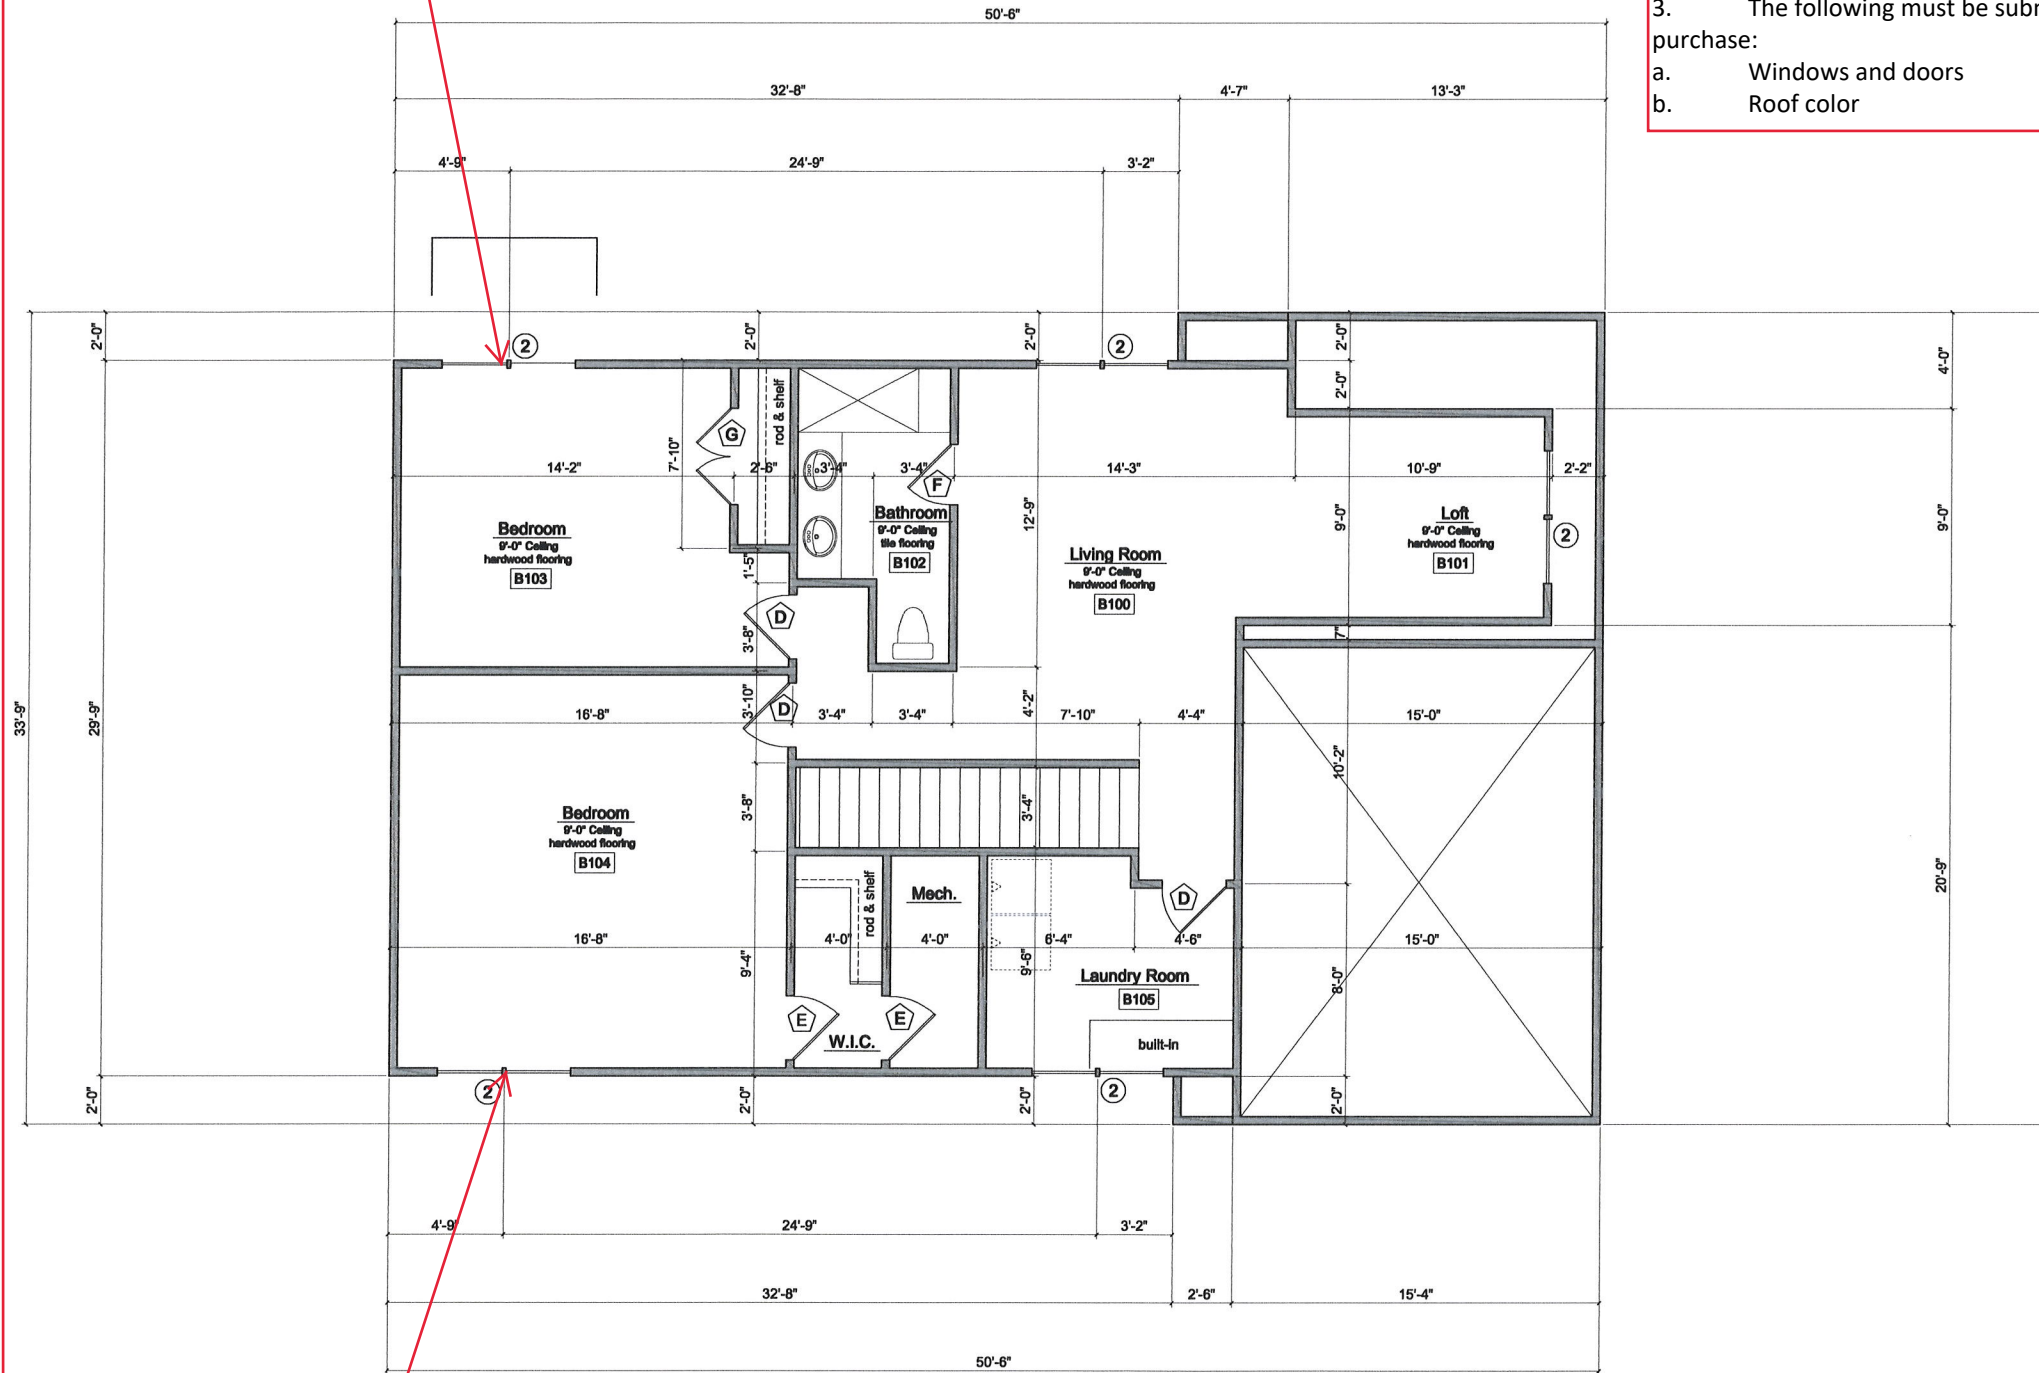 50'-6"
3. The following must be
purchase:
a. Windows and doors
b. Roof color
32'-8"
4'-7"
13'-3"
4'-9"
24'-9"
3'-2"
2'-0"
2
2'-0"
2'-0"
2
2'-0"
4'-0"
2'-0"
rod & shelf
G
7'-10"
14'-2"
2'-6"
3'-4"
3'-4"
14'-3"
10'-9"
2'-2"
F
Bedroom
9'-0" Ceiling
hardwood flooring
B103
Bathroom
9'-0" Ceiling
tile flooring
B102
12'-9"
9'-0"
Loft
9'-0" Ceiling
hardwood flooring
B101
2
9'-0"
Living Room
9'-0" Ceiling
hardwood flooring
B100
1'-5"
D
3'-8"
7"
33'-9"
29'-9"
3'-10"
D
16'-8"
3'-4"
3'-4"
4'-2"
7'-10"
4'-4"
15'-0"
10'-2"
Bedroom
9'-0" Ceiling
hardwood flooring
B104
3'-8"
3'-4"
20'-9"
rod & shelf
Mech.
D
16'-8"
4'-0"
4'-0"
6'-4"
4'-6"
15'-0"
9'-4"
9'-6"
8'-0"
Laundry Room
B105
E
E
W.I.C.
built-in
2
2
2'-0"
2'-0"
2'-0"
2'-0"
4'-9"
24'-9"
3'-2"
32'-8"
2'-6"
15'-4"
50'-6"